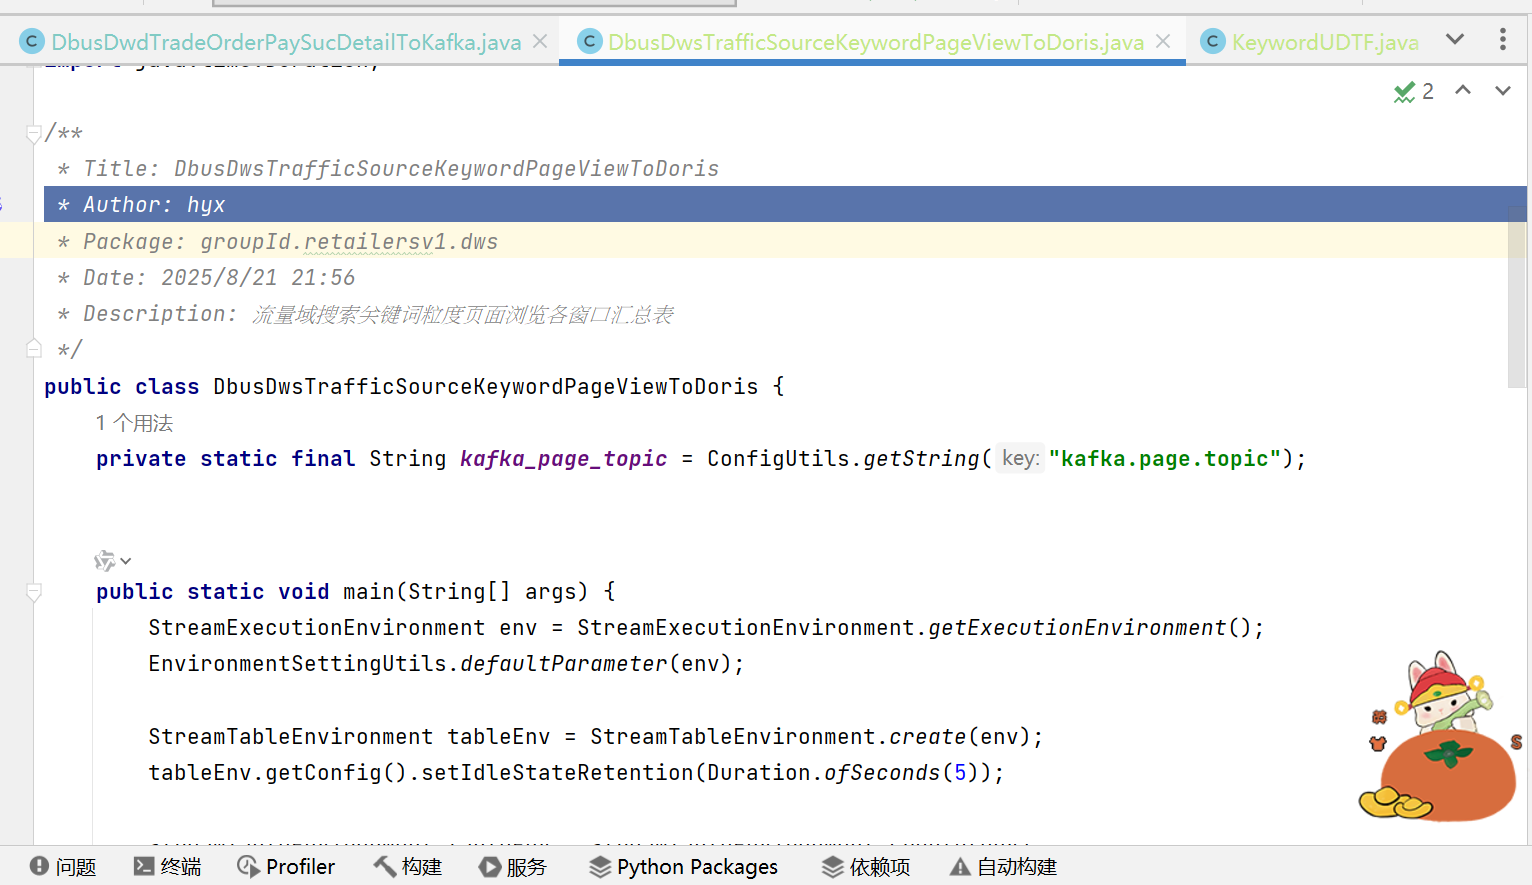 DbusDwdTradeOrderPaySucDetailToKafka.java
DbusDwsTrafficSourceKeywordPageViewToDoris.java
KeywordUDTF.java
2
/**
* Title: DbusDwsTrafficSourceKeywordPageViewToDoris
* Author: hyx
* Package: groupId.retailersv1.dws
* Date: 2025/8/21 21:56
* Description: 流量域搜索关键词粒度页面浏览各窗口汇总表
*/
public class DbusDwsTrafficSourceKeywordPageViewToDoris {
1 个用法
private static final String kafka_page_topic = ConfigUtils.getString( key: "kafka.page.topic");
public static void main(String[] args) {
StreamExecutionEnvironment env = StreamExecutionEnvironment.getExecutionEnvironment();
EnvironmentSettingUtils.defaultParameter(env);
StreamTableEnvironment tableEnv = StreamTableEnvironment.create(env);
tableEnv.getConfig().setIdleStateRetention(Duration.ofSeconds(5));
问题 终端 Profiler 构建 服务 Python Packages 依赖项 自动构建